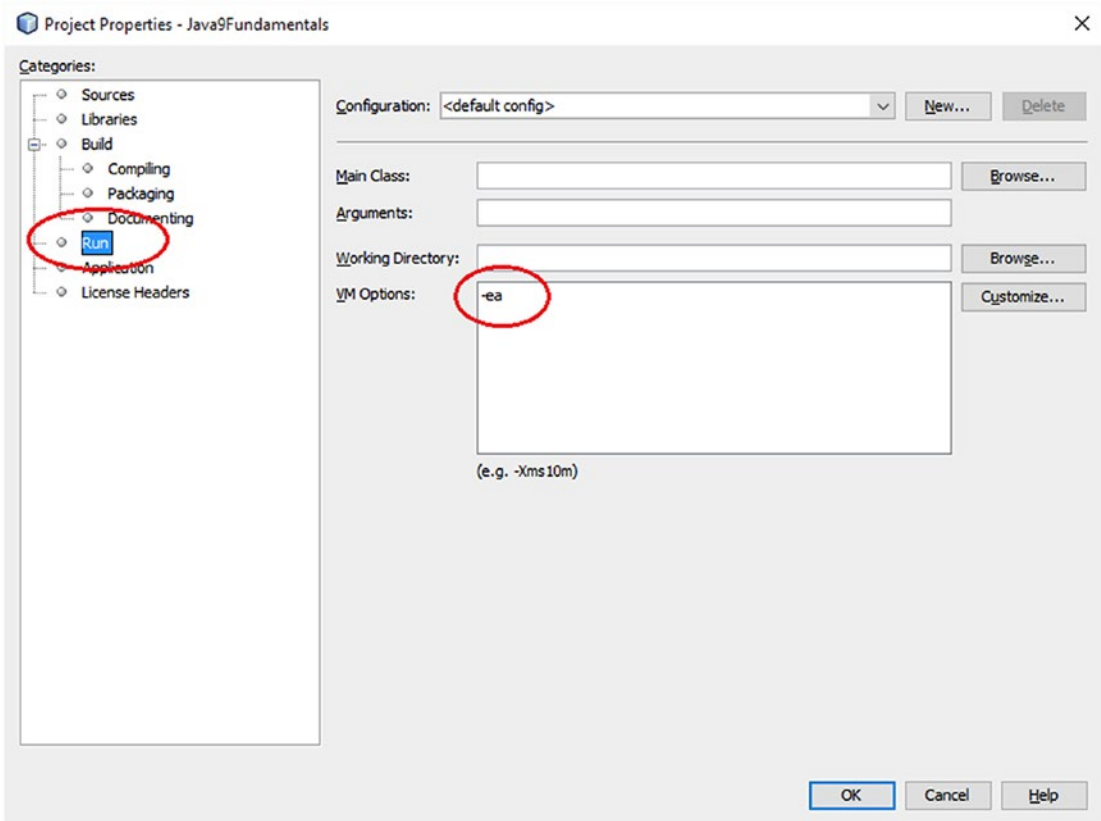 Project Properties - Java9Fundamentals
Categories:
Sources
Libraries
Build
Compiling
Packaging
Documenting
Run
Application
License Headers
Configuration: <default config> New... Delete
Main Class: Browse...
Arguments:
Working Directory: Browse...
VM Options: -ea Customize...
(e.g. -Xms10m)
OK Cancel Help